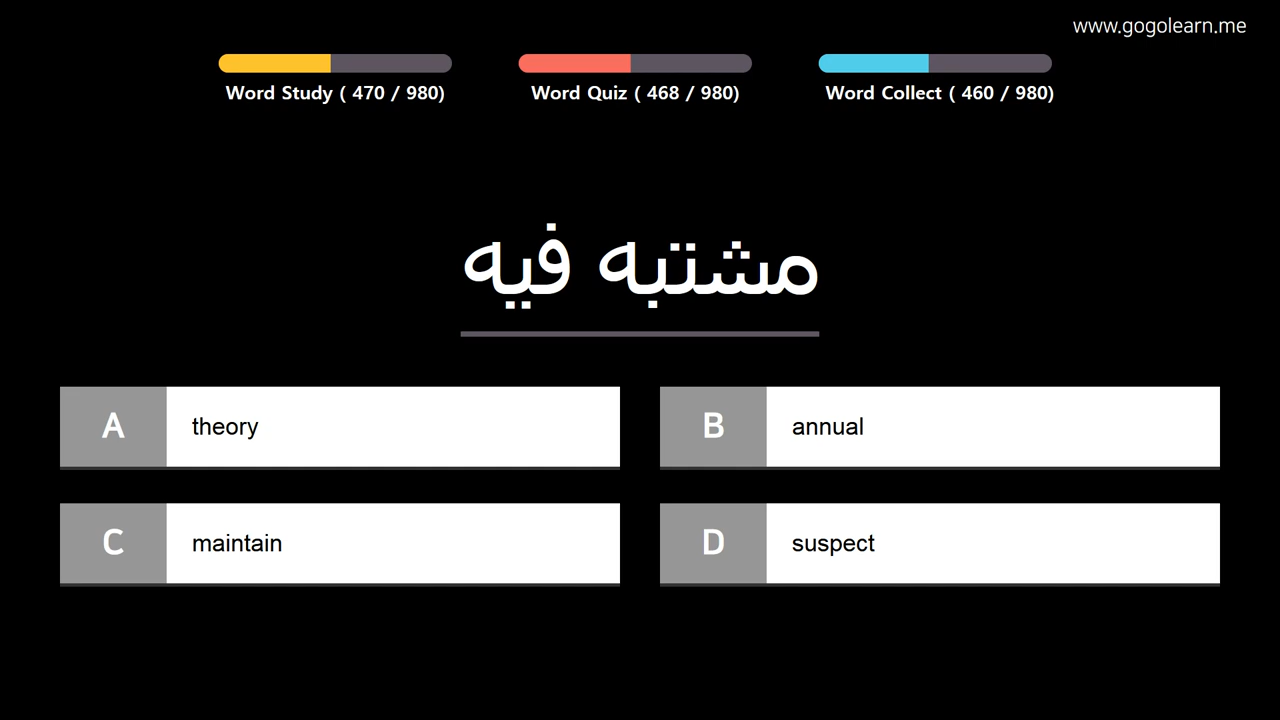 www.gogolearn.me
Word Study ( 470 / 980)
Word Quiz ( 468 / 980)
Word Collect ( 460 / 980)
مشتبه فيه
A theory
B annual
C maintain
D suspect